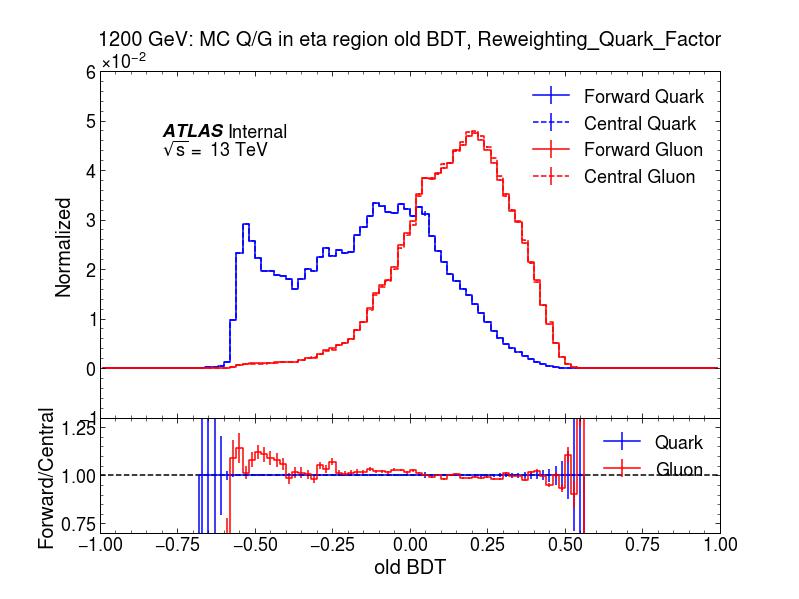 1200 GeV: MC Q/G in eta region old BDT, Reweighting_Quark_Factor
×10⁻²
6
5
4
3
2
1
0
−1
Normalized
ATLAS Internal
√s = 13 TeV
Forward Quark
Central Quark
Forward Gluon
Central Gluon
1.25
1.00
0.75
Forward/Central
Quark
Gluon
−1.00 −0.75 −0.50 −0.25 0.00 0.25 0.50 0.75 1.00
old BDT